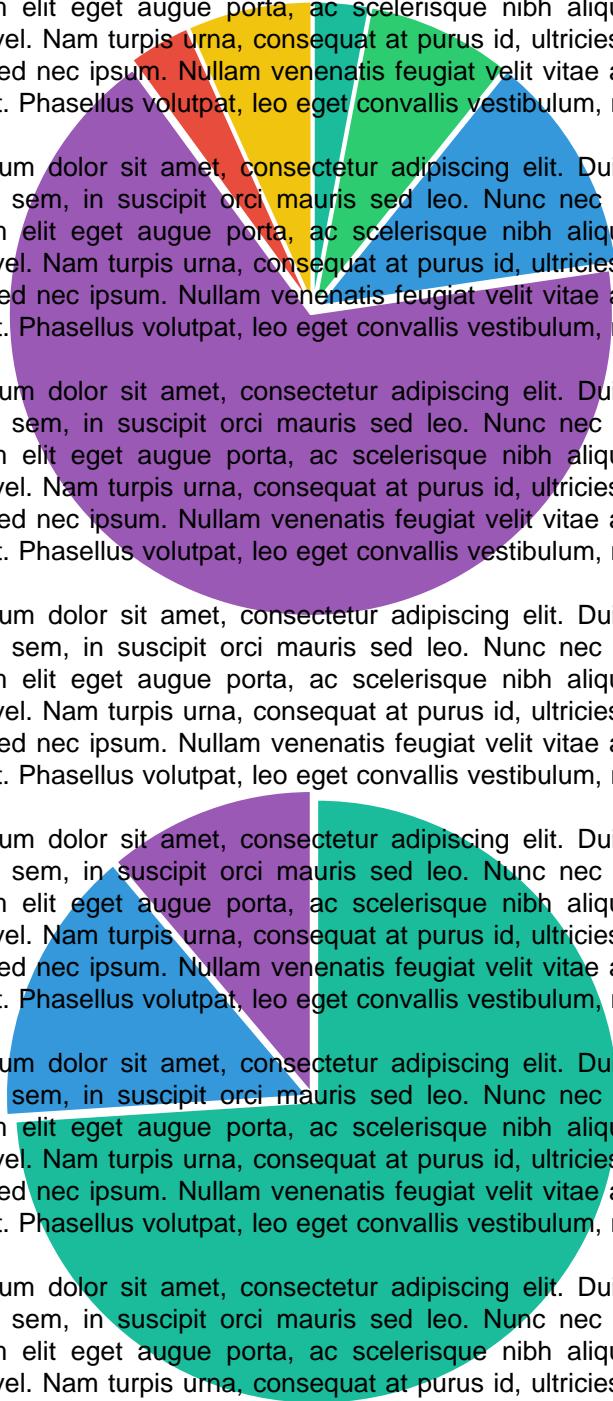 elit eget augue porta, ac scelerisque nibh aliqu
vel. Nam turpis urna, consequat at purus id, ultricies
ed nec ipsum. Nullam venenatis feugiat velit vitae
Phasellus volutpat, leo eget convallis vestibulum,
um dolor sit amet, consectetur adipiscing elit. Dui
sem, in suscipit orci mauris sed leo. Nunc nec
elit eget augue porta, ac scelerisque nibh aliqu
vel. Nam turpis urna, consequat at purus id, ultricies
ed nec ipsum. Nullam venenatis feugiat velit vitae
Phasellus volutpat, leo eget convallis vestibulum,
um dolor sit amet, consectetur adipiscing elit. Dui
sem, in suscipit orci mauris sed leo. Nunc nec
elit eget augue porta, ac scelerisque nibh aliqu
vel. Nam turpis urna, consequat at purus id, ultricies
ed nec ipsum. Nullam venenatis feugiat velit vitae
Phasellus volutpat, leo eget convallis vestibulum,
um dolor sit amet, consectetur adipiscing elit. Dui
sem, in suscipit orci mauris sed leo. Nunc nec
elit eget augue porta, ac scelerisque nibh aliqu
vel. Nam turpis urna, consequat at purus id, ultricies
ed nec ipsum. Nullam venenatis feugiat velit vitae
Phasellus volutpat, leo eget convallis vestibulum,
um dolor sit amet, consectetur adipiscing elit. Dui
sem, in suscipit orci mauris sed leo. Nunc nec
elit eget augue porta, ac scelerisque nibh aliqu
vel. Nam turpis urna, consequat at purus id, ultricies
ed nec ipsum. Nullam venenatis feugiat velit vitae
Phasellus volutpat, leo eget convallis vestibulum,
um dolor sit amet, consectetur adipiscing elit. Dui
sem, in suscipit orci mauris sed leo. Nunc nec
elit eget augue porta, ac scelerisque nibh aliqu
vel. Nam turpis urna, consequat at purus id, ultricies
ed nec ipsum. Nullam venenatis feugiat velit vitae
Phasellus volutpat, leo eget convallis vestibulum,
um dolor sit amet, consectetur adipiscing elit. Dui
sem, in suscipit orci mauris sed leo. Nunc nec
elit eget augue porta, ac scelerisque nibh aliqu
vel. Nam turpis urna, consequat at purus id, ultricies